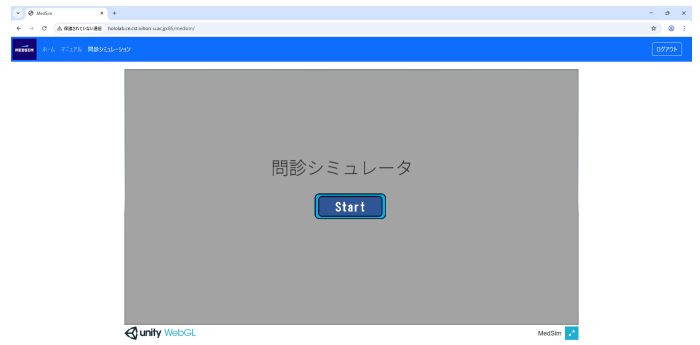 MedSim
保護されていない通信 hololab.ce.cst.nihon-u.ac.jp:85/medsim/
MEDSIM ホーム マニュアル 問診シミュレーション ログアウト
問診シミュレータ
Start
unity WebGL
MedSim